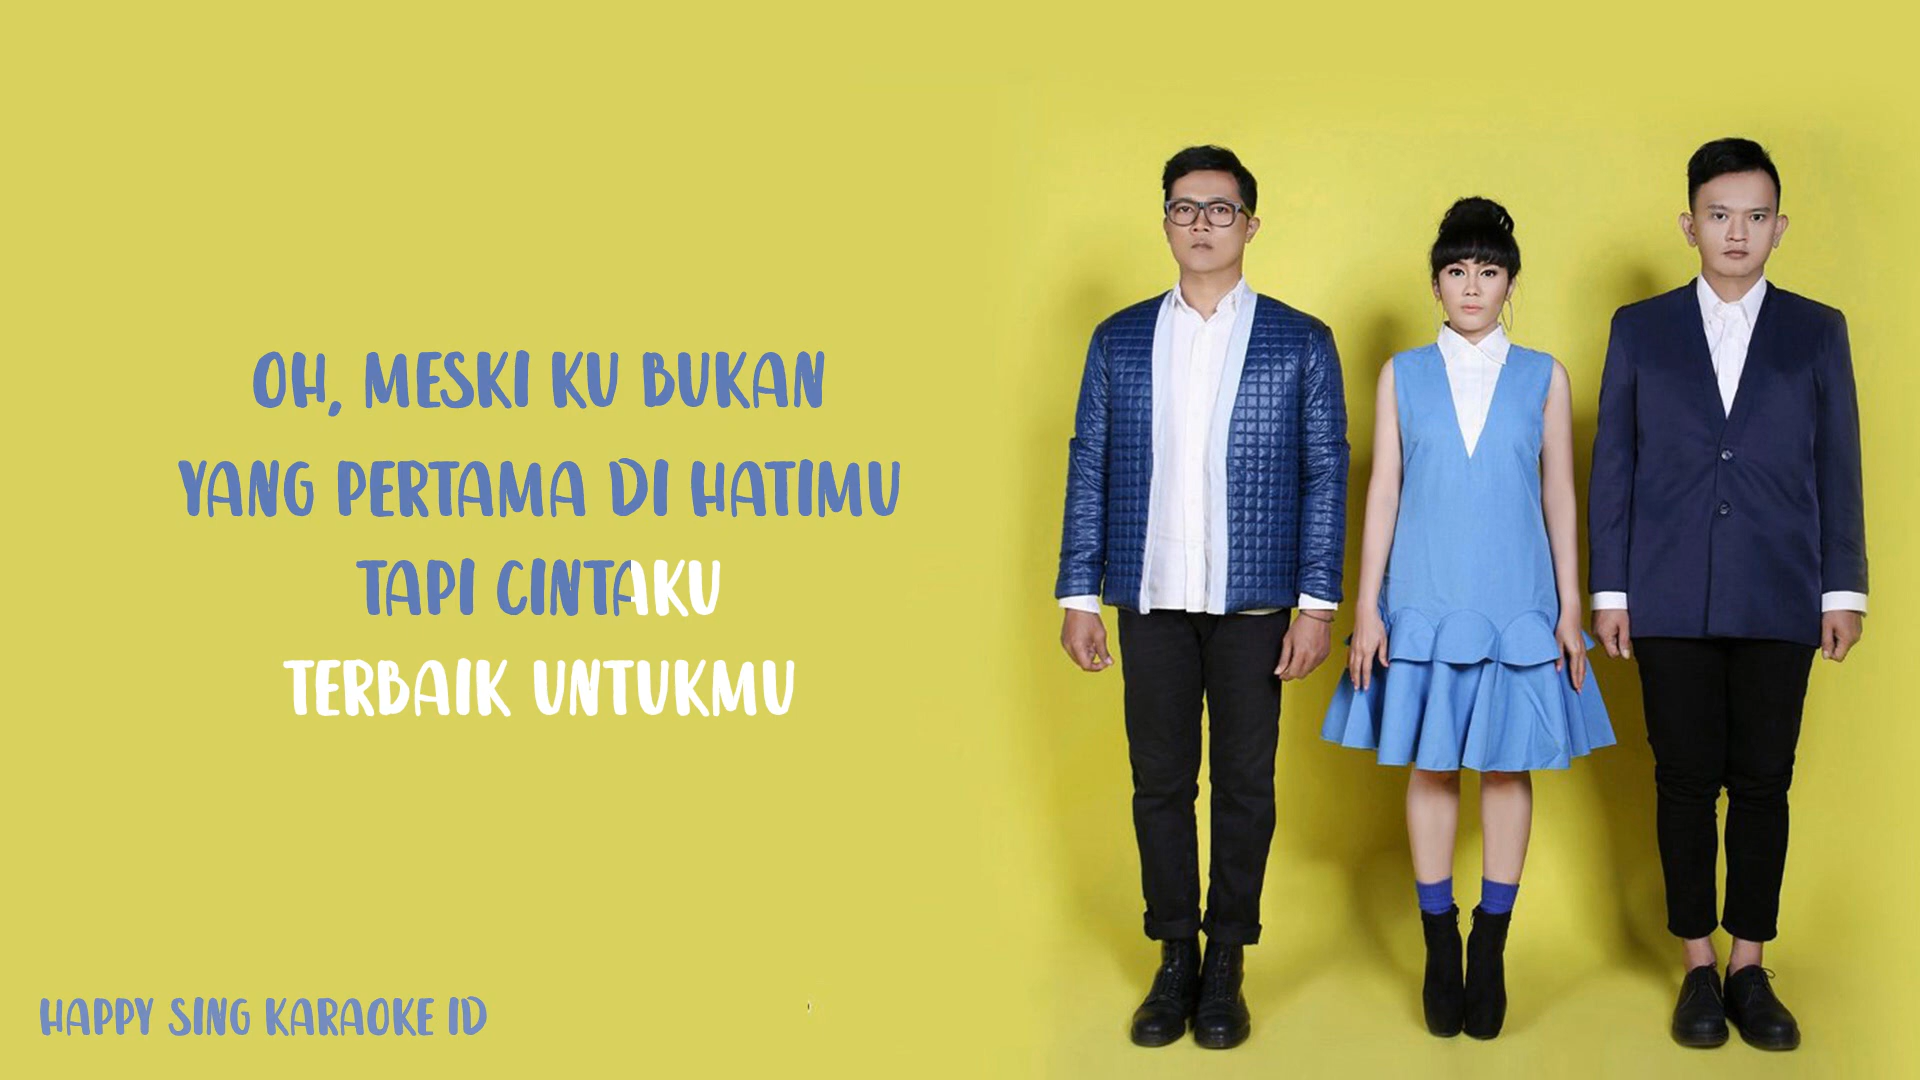 OH, MESKI KU BUKAN
YANG PERTAMA DI HATIMU
TAPI CINTAKU
TERBAIK UNTUKMU
HAPPY SING KARAOKE ID